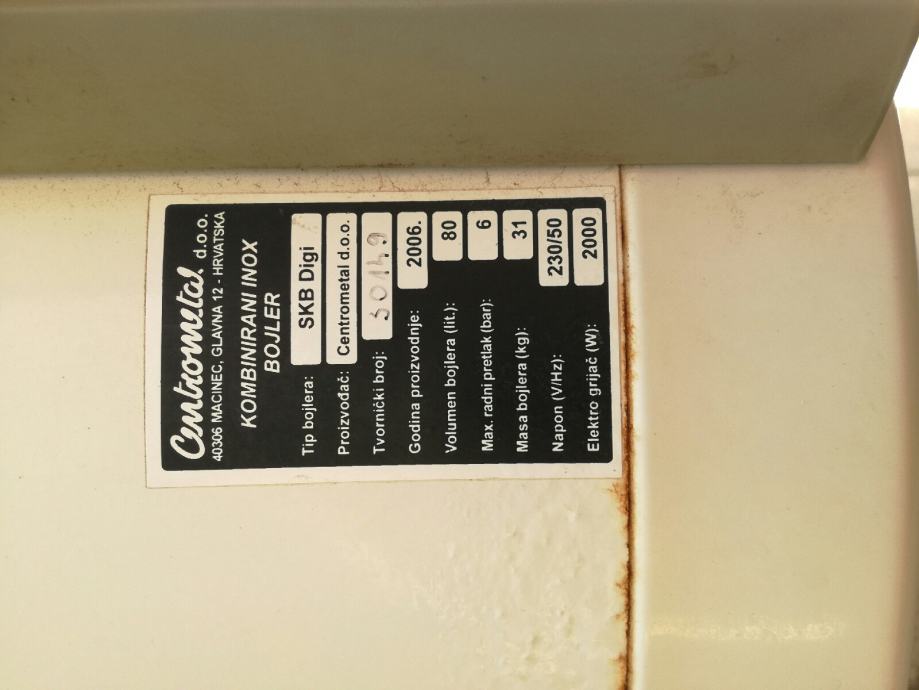 Centrometal d.o.o.
40306 MACINEC, GLAVNA 12 - HRVATSKA
KOMBINIRANI INOX
BOJLER
Tip bojlera: SKB Digi
Proizvođač: Centrometal d.o.o.
Tvornički broj: 30149
Godina proizvodnje: 2006.
Volumen bojlera (lit.): 80
Max. radni pretlak (bar): 6
Masa bojlera (kg): 31
Napon (V/Hz): 230/50
Elektro grijač (W): 2000